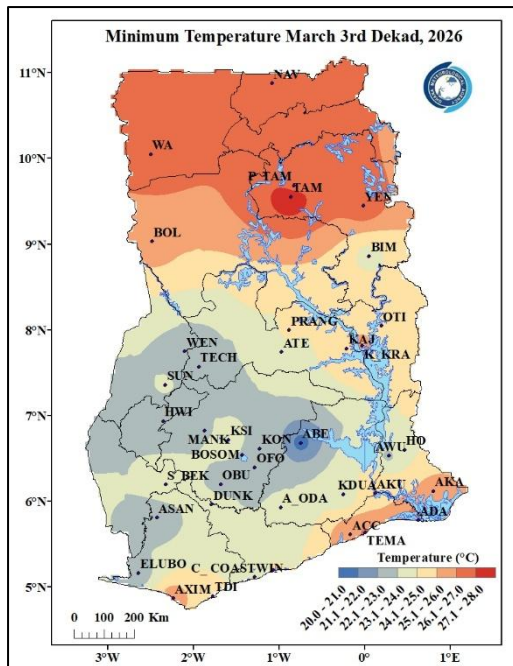 Minimum Temperature March 3rd Dekad, 2026
11°N
NAV
10°N
WA
P_TAM
TAM
YEN
9°N
BOL
BIM
8°N
PRANG
OTI
WEN
ATE
KAJ
TECH
K_KRA
SUN
7°N
HWI
KSI
ABE
MANK
KON
HO
BOSOM
OFO
AWU
S_BEK
OBU
KDUA
AKU
AKA
6°N
DUNK
A_ODA
ASAN
ADA
ACC
TEMA
ELUBO
C_COAST
WIN
Temperature (°C)
5°N
AXIM
TDI
20.0 -21.0
21.1 - 22.0
22.1 - 23.0
23.1 - 24.0
24.1 - 25.0
25.1 - 26.0
26.1 - 27.0
27.1 - 28.0
0 40 80 120 160 200 Km
3°W
2°W
1°W
0°
1°E